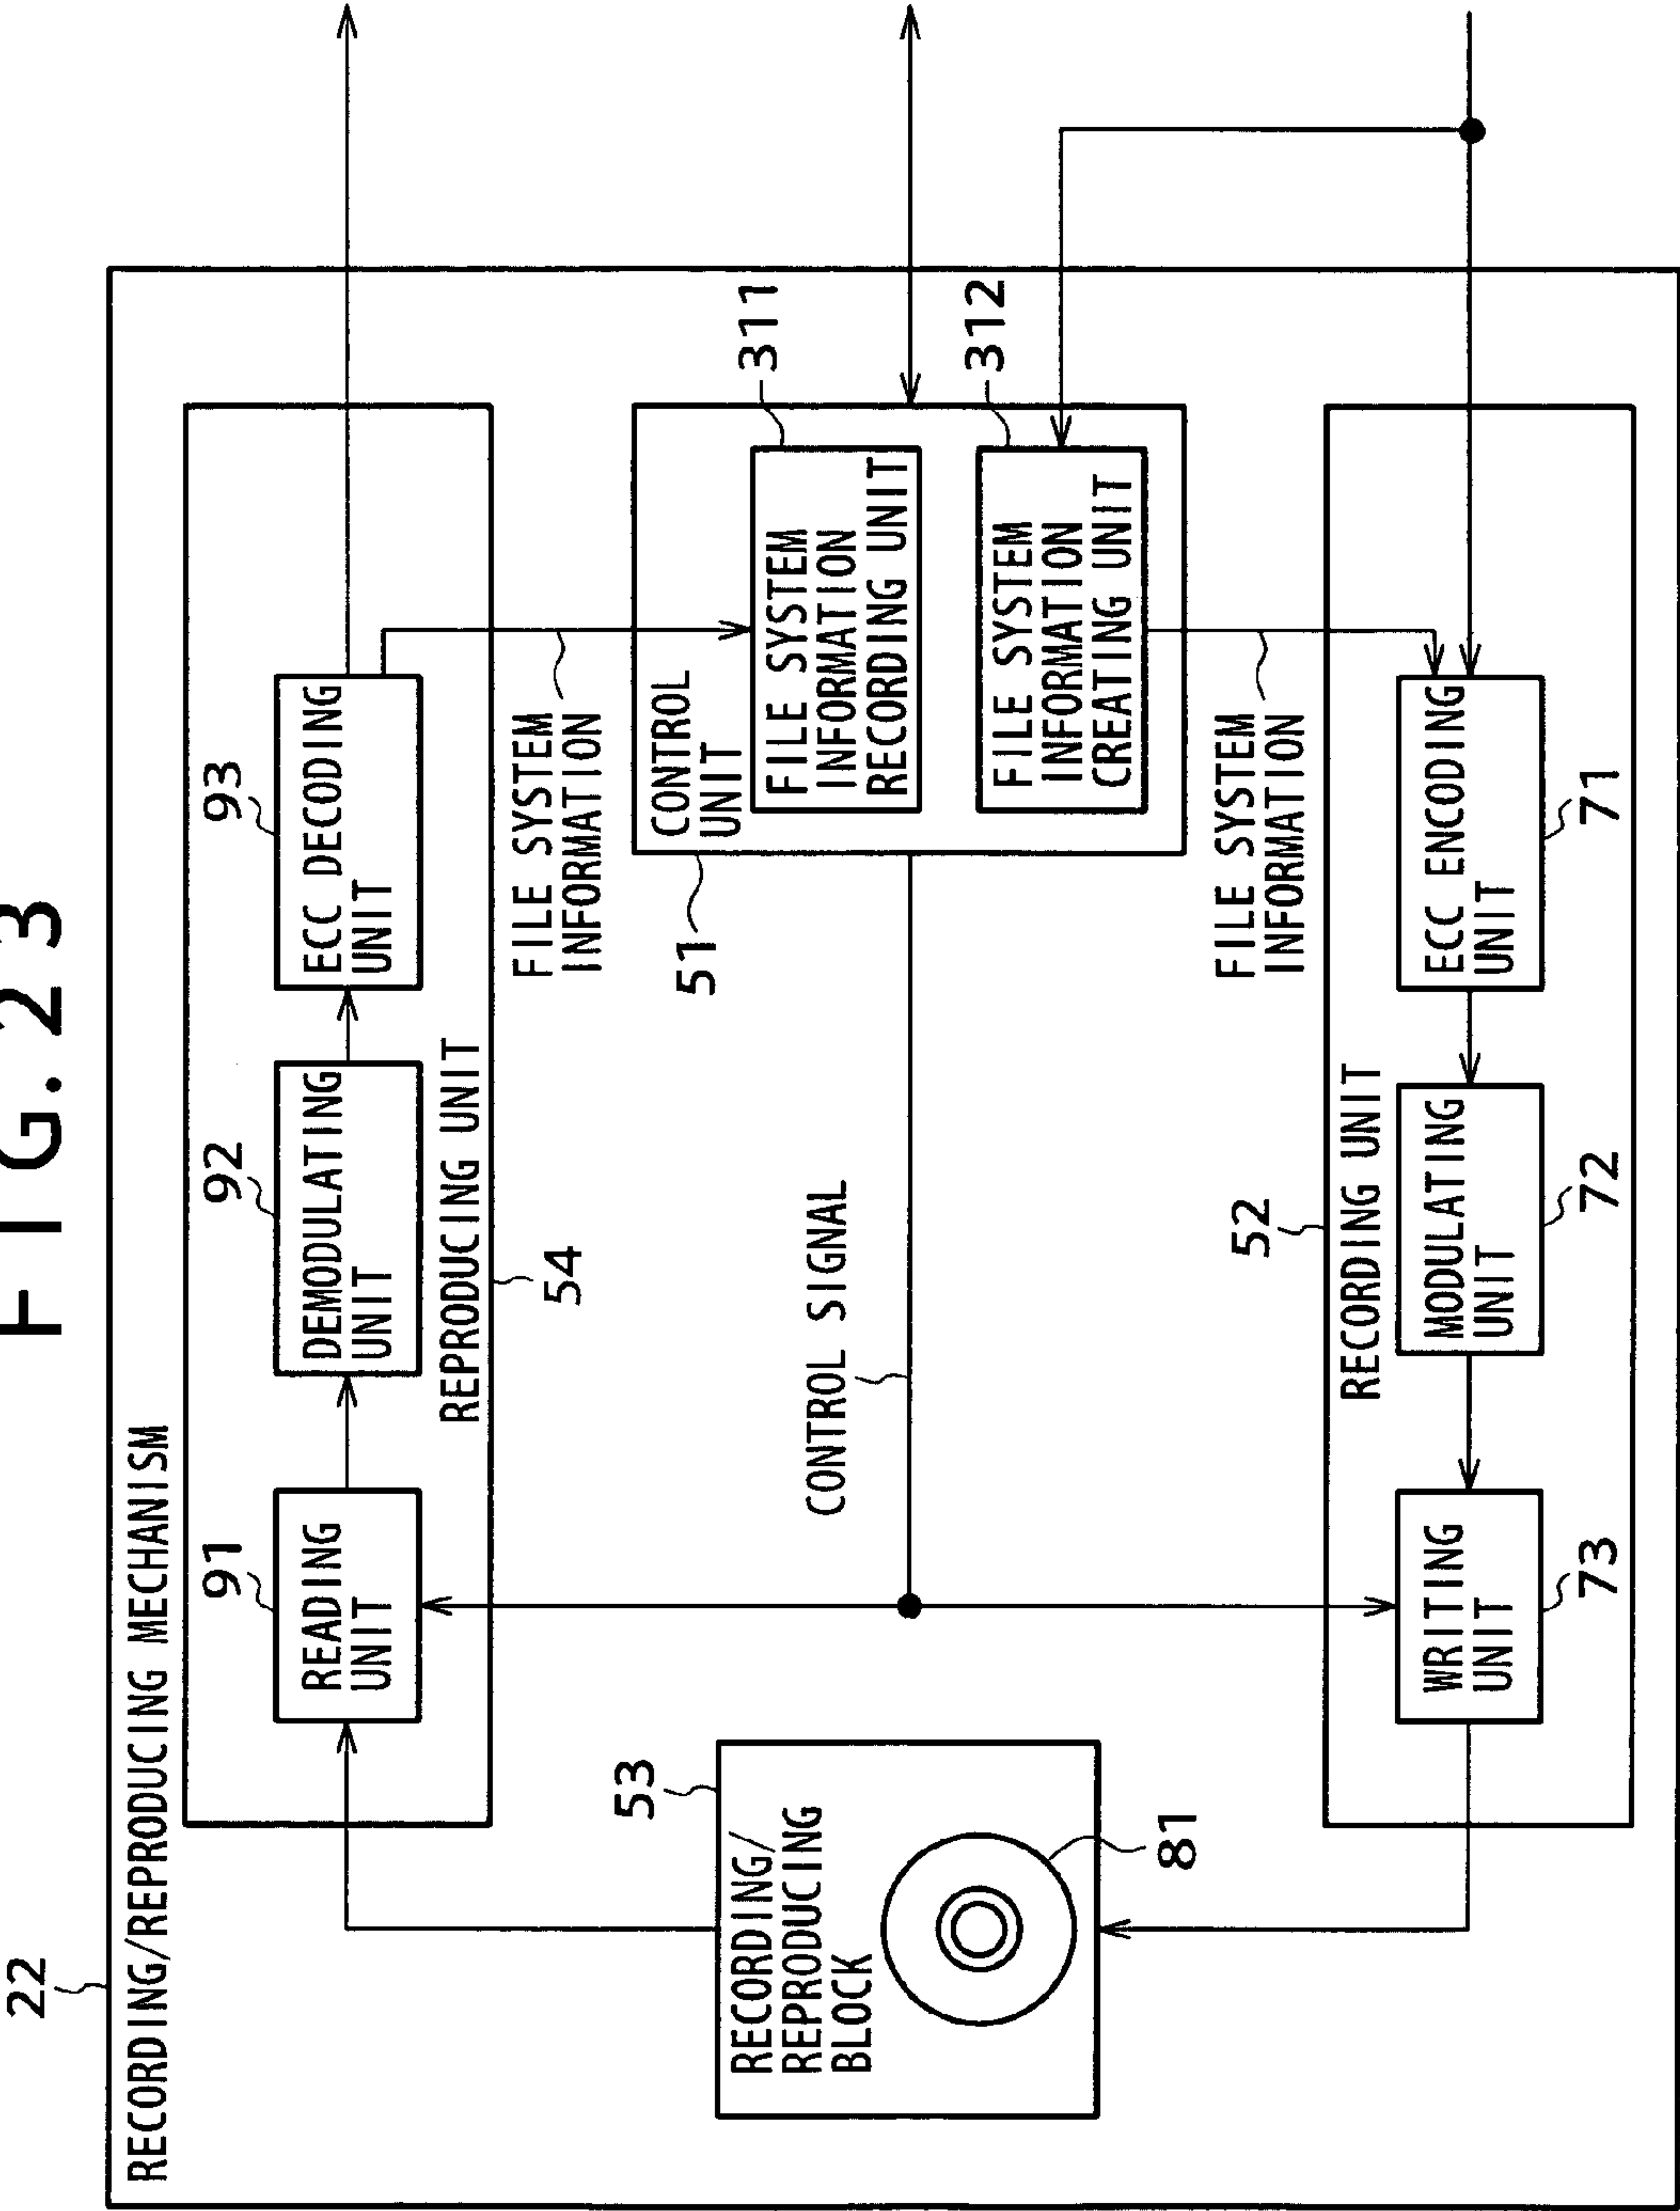 FIG. 23
22
RECORDING/REPRODUCING MECHANISM
91
READING
UNIT
92
DEMODULATING
UNIT
93
ECC DECODING
UNIT
REPRODUCING UNIT
54
FILE SYSTEM
INFORMATION
53
RECORDING/
REPRODUCING
BLOCK
81
CONTROL SIGNAL
51
CONTROL
UNIT
311
FILE SYSTEM
INFORMATION
RECORDING UNIT
312
FILE SYSTEM
INFORMATION
CREATING UNIT
FILE SYSTEM
INFORMATION
52
RECORDING UNIT
WRITING
UNIT
73
MODULATING
UNIT
72
ECC ENCODING
UNIT
71